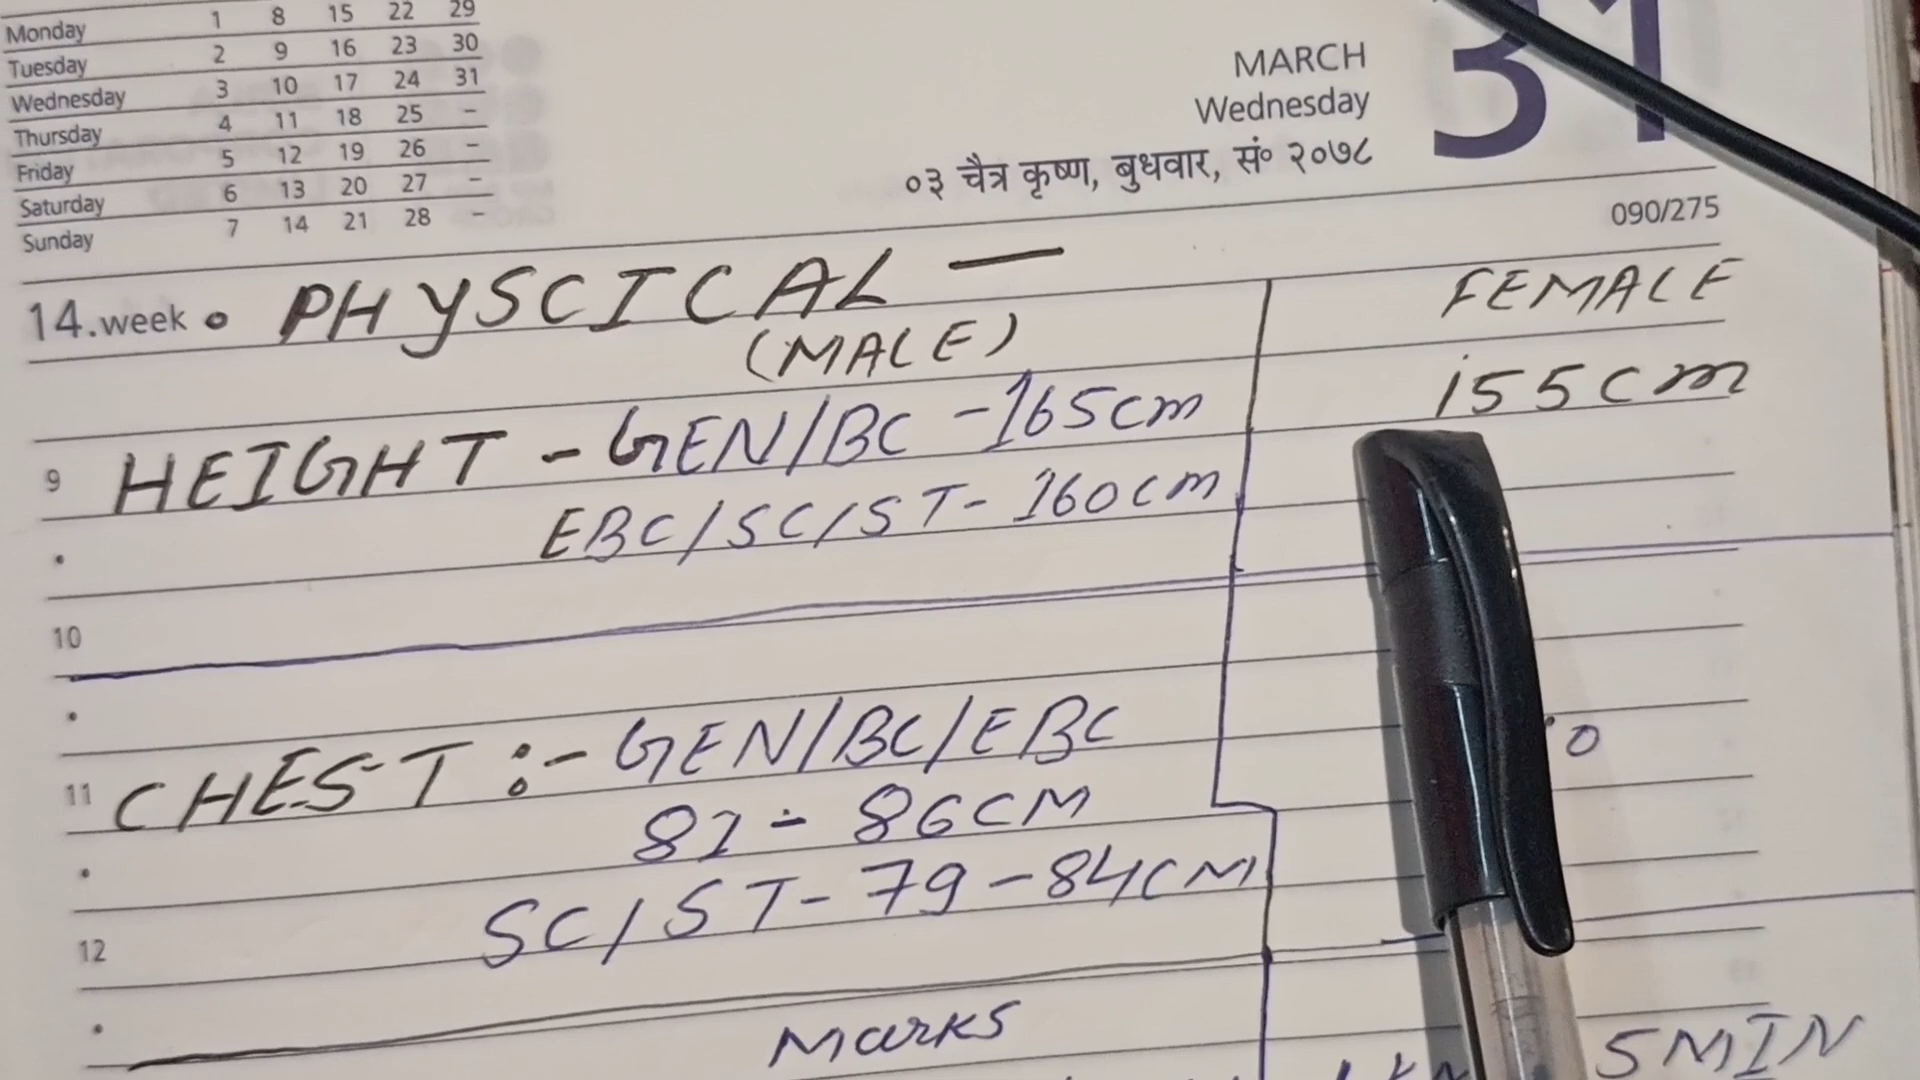 Monday 1 8 15 22 29
Tuesday 2 9 16 23 30
Wednesday 3 10 17 24 31
Thursday 4 11 18 25 –
Friday 5 12 19 26 –
Saturday 6 13 20 27 –
Sunday 7 14 21 28 –
MARCH
31
Wednesday
०३ चैत्र कृष्ण, बुधवार, सं० २०७८
090/275
14.week • PHYSCICAL —
(MALE)
FEMALE
9 HEIGHT - GEN/BC - 165cm
155cm
EBC/SC/ST - 160cm
10
11 CHEST :- GEN/BC/EBC
81 - 86CM
SC/ST - 79 - 84CM
12
Marks
5MIN